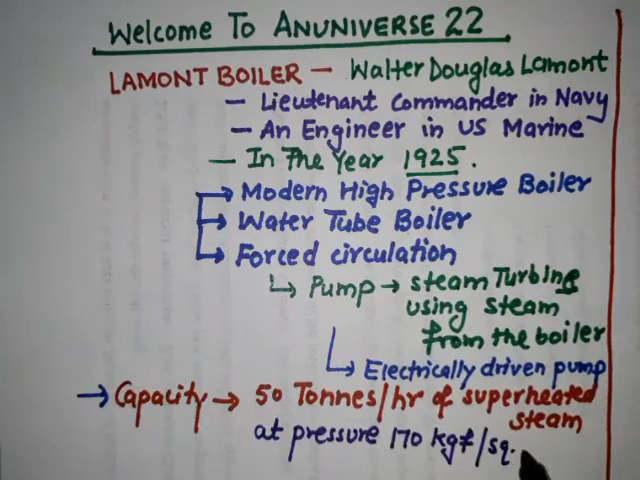 Welcome To ANUNIVERSE 22
LAMONT BOILER – Walter Douglas Lamont
– Lieutenant Commander in Navy
– An Engineer in US Marine
– In The Year 1925.
→ Modern High Pressure Boiler
→ Water Tube Boiler
→ Forced circulation
↳ Pump → steam Turbine
using steam
from the boiler
↳ Electrically driven pump
→ Capacity → 50 Tonnes/hr of superheated
steam
at pressure 170 kgf/sq.